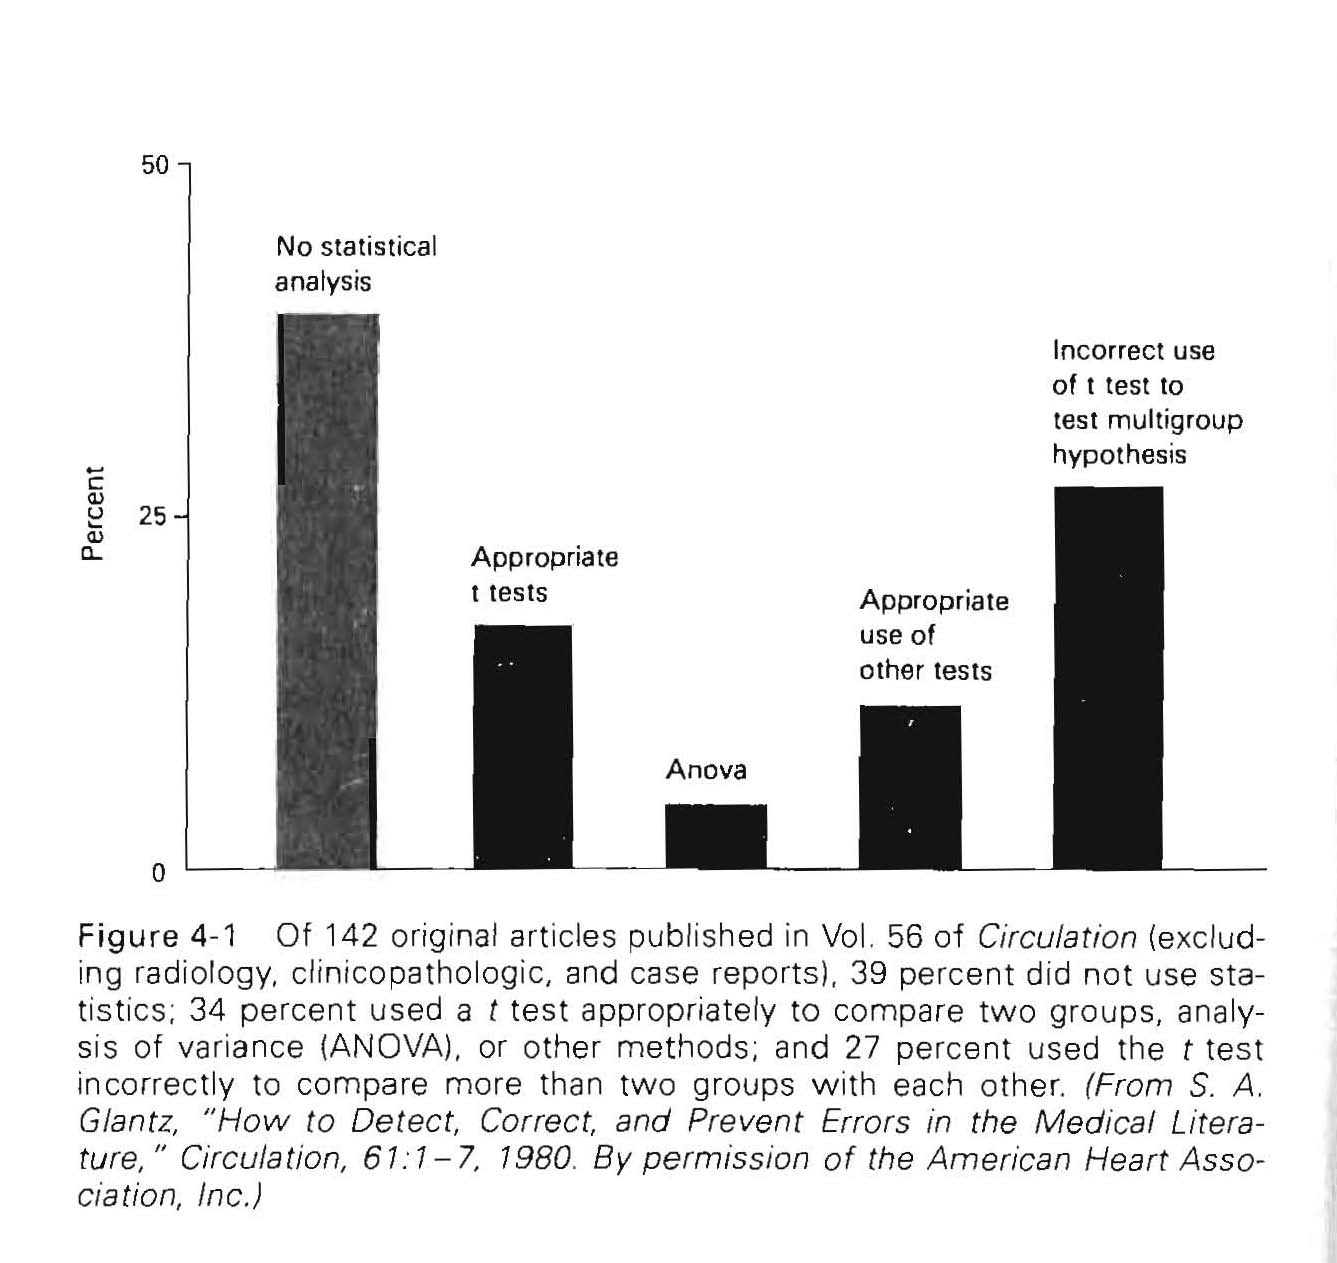 50
No statistical
analysis
Incorrect use
of t test to
test multigroup
hypothesis
Percent
25
Appropriate
t tests
Appropriate
use of
other tests
Anova
0
Figure 4-1 Of 142 original articles published in Vol. 56 of Circulation (exclud-
ing radiology, clinicopathologic, and case reports), 39 percent did not use sta-
tistics; 34 percent used a t test appropriately to compare two groups, analy-
sis of variance (ANOVA), or other methods; and 27 percent used the t test
incorrectly to compare more than two groups with each other. (From S. A.
Glantz, "How to Detect, Correct, and Prevent Errors in the Medical Litera-
ture," Circulation, 61:1–7, 1980. By permission of the American Heart Asso-
ciation, Inc.)